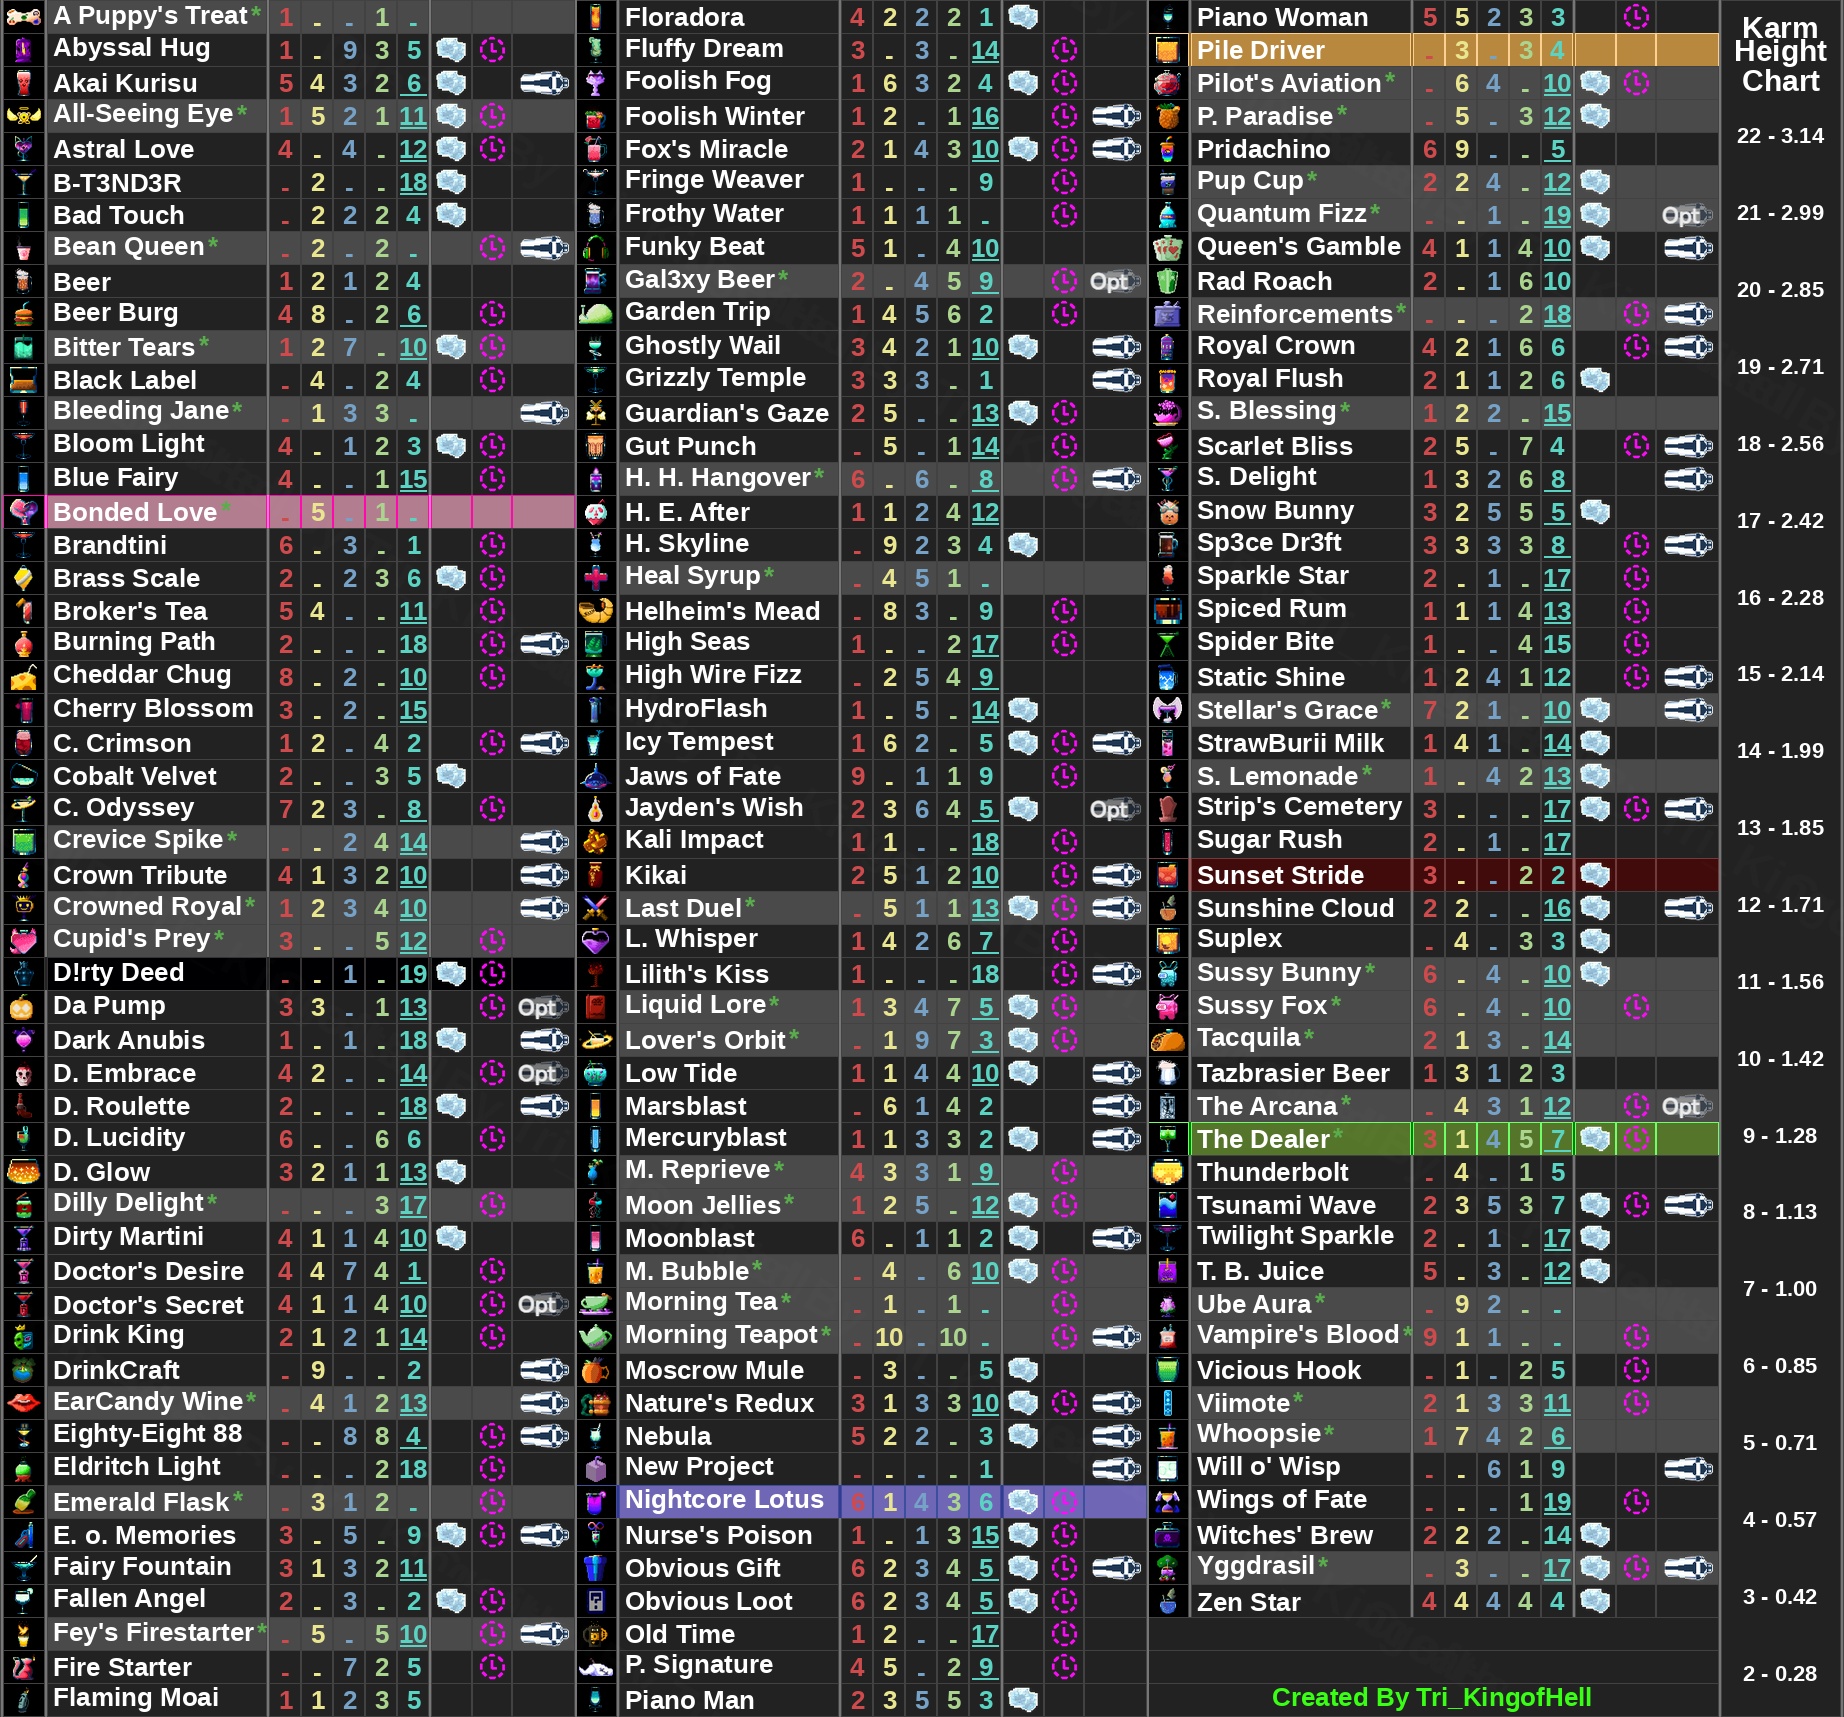 A Puppy's Treat* 1 - - 1 -
Abyssal Hug 1 - 9 3 5
Akai Kurisu 5 4 3 2 6
All-Seeing Eye* 1 5 2 1 11
Astral Love 4 - 4 - 12
B-T3ND3R - 2 - - 18
Bad Touch - 2 2 2 4
Bean Queen* - 2 - 2 -
Beer 1 2 1 2 4
Beer Burg 4 8 - 2 6
Bitter Tears* 1 2 7 - 10
Black Label - 4 - 2 4
Bleeding Jane* - 1 3 3 -
Bloom Light 4 - 1 2 3
Blue Fairy 4 - - 1 15
Bonded Love* - 5 - 1 -
Brandtini 6 - 3 - 1
Brass Scale 2 - 2 3 6
Broker's Tea 5 4 - - 11
Burning Path 2 - - - 18
Cheddar Chug 8 - 2 - 10
Cherry Blossom 3 - 2 - 15
C. Crimson 1 2 - 4 2
Cobalt Velvet 2 - - 3 5
C. Odyssey 7 2 3 - 8
Crevice Spike* - - 2 4 14
Crown Tribute 4 1 3 2 10
Crowned Royal* 1 2 3 4 10
Cupid's Prey* 3 - - 5 12
D!rty Deed - - 1 - 19
Da Pump 3 3 - 1 13 Opt
Dark Anubis 1 - 1 - 18
D. Embrace 4 2 - - 14 Opt
D. Roulette 2 - - - 18
D. Lucidity 6 - - 6 6
D. Glow 3 2 1 1 13
Dilly Delight* - - - 3 17
Dirty Martini 4 1 1 4 10
Doctor's Desire 4 4 7 4 1
Doctor's Secret 4 1 1 4 10 Opt
Drink King 2 1 2 1 14
DrinkCraft - 9 - - 2
EarCandy Wine* - 4 1 2 13
Eighty-Eight 88 - - 8 8 4
Eldritch Light - - - 2 18
Emerald Flask* - 3 1 2 -
E. o. Memories 3 - 5 - 9
Fairy Fountain 3 1 3 2 11
Fallen Angel 2 - 3 - 2
Fey's Firestarter* - 5 - 5 10
Fire Starter - - 7 2 5
Flaming Moai 1 1 2 3 5
Floradora 4 2 2 2 1
Fluffy Dream 3 - 3 - 14
Foolish Fog 1 6 3 2 4
Foolish Winter 1 2 - 1 16
Fox's Miracle 2 1 4 3 10
Fringe Weaver 1 - - - 9
Frothy Water 1 1 1 1 -
Funky Beat 5 1 - 4 10
Gal3xy Beer* 2 - 4 5 9 Opt
Garden Trip 1 4 5 6 2
Ghostly Wail 3 4 2 1 10
Grizzly Temple 3 3 3 - 1
Guardian's Gaze 2 5 - - 13
Gut Punch - 5 - 1 14
H. H. Hangover* 6 - 6 - 8
H. E. After 1 1 2 4 12
H. Skyline - 9 2 3 4
Heal Syrup* - 4 5 1 -
Helheim's Mead - 8 3 - 9
High Seas 1 - - 2 17
High Wire Fizz - 2 5 4 9
HydroFlash 1 - 5 - 14
Icy Tempest 1 6 2 - 5
Jaws of Fate 9 - 1 1 9
Jayden's Wish 2 3 6 4 5 Opt
Kali Impact 1 1 - - 18
Kikai 2 5 1 2 10
Last Duel* - 5 1 1 13
L. Whisper 1 4 2 6 7
Lilith's Kiss 1 - - - 18
Liquid Lore* 1 3 4 7 5
Lover's Orbit* - 1 9 7 3
Low Tide 1 1 4 4 10
Marsblast - 6 1 4 2
Mercuryblast 1 1 3 3 2
M. Reprieve* 4 3 3 1 9
Moon Jellies* 1 2 5 - 12
Moonblast 6 - 1 1 2
M. Bubble* - 4 - 6 10
Morning Tea* - 1 - 1 -
Morning Teapot* - 10 - 10 -
Moscrow Mule - 3 - - 5
Nature's Redux 3 1 3 3 10
Nebula 5 2 2 - 3
New Project - - - - 1
Nightcore Lotus 6 1 4 3 6
Nurse's Poison 1 - 1 3 15
Obvious Gift 6 2 3 4 5
Obvious Loot 6 2 3 4 5
Old Time 1 2 - - 17
P. Signature 4 5 - 2 9
Piano Man 2 3 5 5 3
Piano Woman 5 5 2 3 3
Pile Driver - 3 - 3 4
Pilot's Aviation* - 6 4 - 10
P. Paradise* - 5 - 3 12
Pridachino 6 9 - - 5
Pup Cup* 2 2 4 - 12
Quantum Fizz* - - 1 - 19 Opt
Queen's Gamble 4 1 1 4 10
Rad Roach 2 - 1 6 10
Reinforcements* - - - 2 18
Royal Crown 4 2 1 6 6
Royal Flush 2 1 1 2 6
S. Blessing* 1 2 2 - 15
Scarlet Bliss 2 5 - 7 4
S. Delight 1 3 2 6 8
Snow Bunny 3 2 5 5 5
Sp3ce Dr3ft 3 3 3 3 8
Sparkle Star 2 - 1 - 17
Spiced Rum 1 1 1 4 13
Spider Bite 1 - - 4 15
Static Shine 1 2 4 1 12
Stellar's Grace* 7 2 1 - 10
StrawBurii Milk 1 4 1 - 14
S. Lemonade* 1 - 4 2 13
Strip's Cemetery 3 - - - 17
Sugar Rush 2 - 1 - 17
Sunset Stride 3 - - 2 2
Sunshine Cloud 2 2 - - 16
Suplex - 4 - 3 3
Sussy Bunny* 6 - 4 - 10
Sussy Fox* 6 - 4 - 10
Tacquila* 2 1 3 - 14
Tazbrasier Beer 1 3 1 2 3
The Arcana* - 4 3 1 12 Opt
The Dealer* 3 1 4 5 7
Thunderbolt - 4 - 1 5
Tsunami Wave 2 3 5 3 7
Twilight Sparkle 2 - 1 - 17
T. B. Juice 5 - 3 - 12
Ube Aura* - 9 2 - -
Vampire's Blood* 9 1 1 - -
Vicious Hook - 1 - 2 5
Viimote* 2 1 3 3 11
Whoopsie* 1 7 4 2 6
Will o' Wisp - - 6 1 9
Wings of Fate - - - 1 19
Witches' Brew 2 2 2 - 14
Yggdrasil* - 3 - - 17
Zen Star 4 4 4 4 4
Created By Tri_KingofHell
Karm
Height
Chart
22 - 3.14
21 - 2.99
20 - 2.85
19 - 2.71
18 - 2.56
17 - 2.42
16 - 2.28
15 - 2.14
14 - 1.99
13 - 1.85
12 - 1.71
11 - 1.56
10 - 1.42
9 - 1.28
8 - 1.13
7 - 1.00
6 - 0.85
5 - 0.71
4 - 0.57
3 - 0.42
2 - 0.28